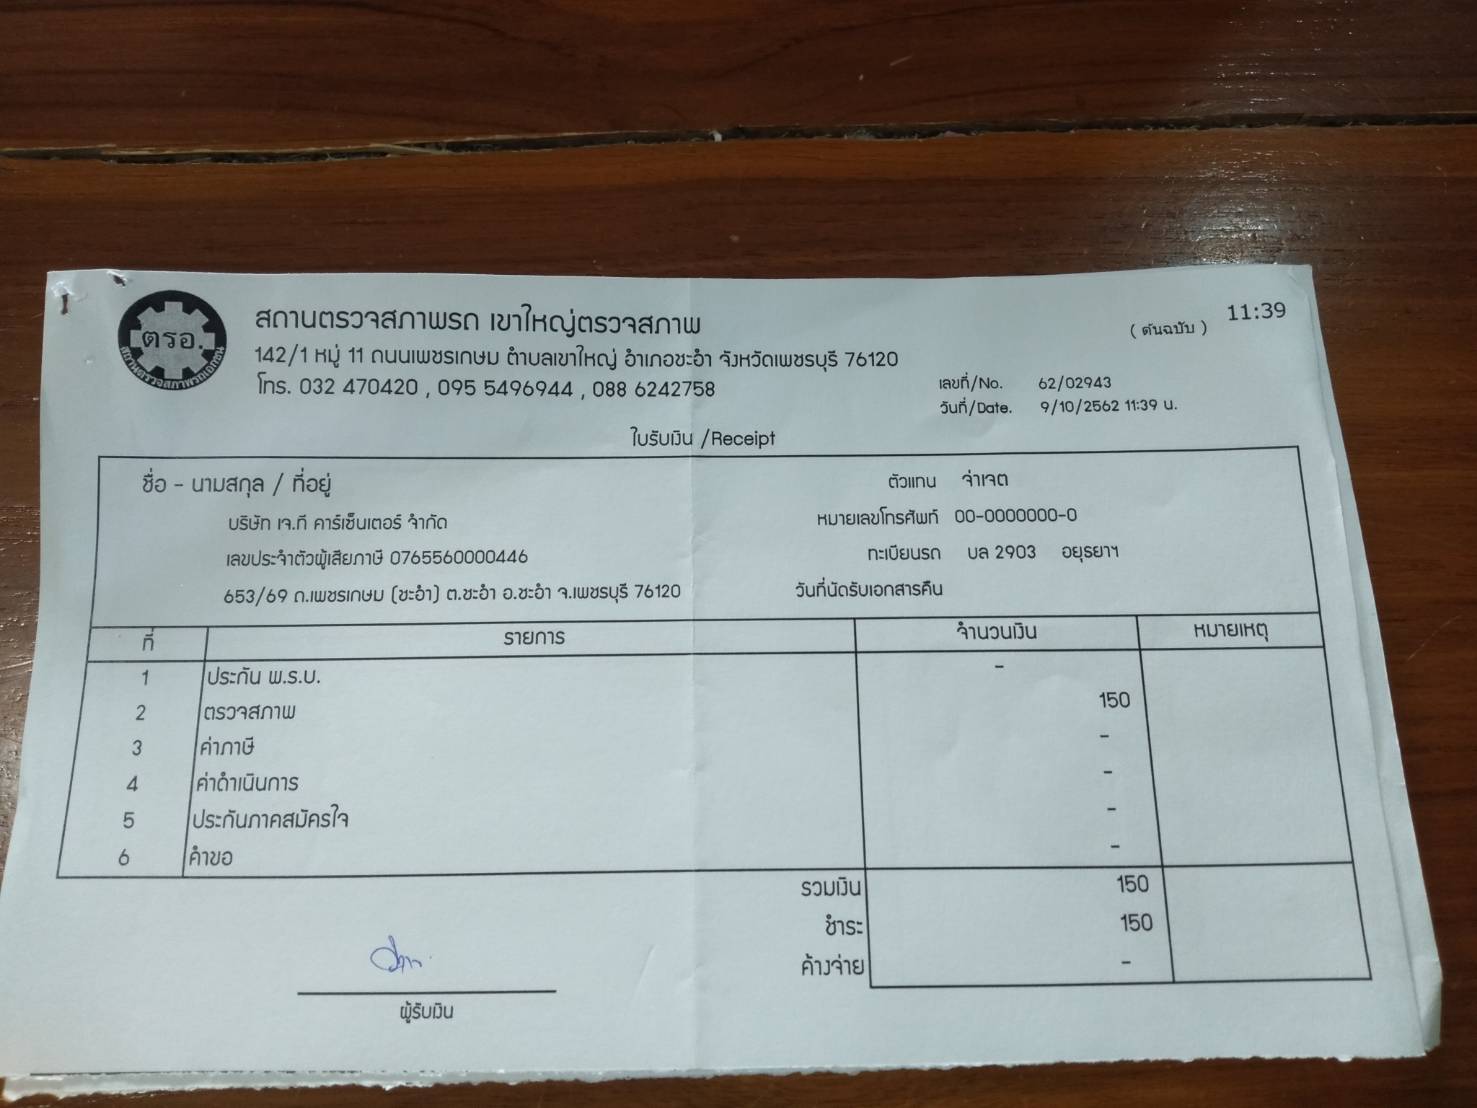 11:39
( ต้นฉบับ )
ตรอ.
สถานตรวจสภาพรถเอกชน
สถานตรวจสภาพรถ เขาใหญ่ตรวจสภาพ
142/1 หมู่ 11 ถนนเพชรเกษม ตำบลเขาใหญ่ อำเภอชะอำ จังหวัดเพชรบุรี 76120
โทร. 032 470420 , 095 5496944 , 088 6242758
เลขที่/No. 62/02943
วันที่/Date. 9/10/2562 11:39 น.
ใบรับเงิน /Receipt
ชื่อ - นามสกุล / ที่อยู่
บริษัท เจ.ที คาร์เซ็นเตอร์ จำกัด
เลขประจำตัวผู้เสียภาษี 0765560000446
653/69 ถ.เพชรเกษม (ชะอำ) ต.ชะอำ อ.ชะอำ จ.เพชรบุรี 76120
ตัวแทน จ่าเจต
หมายเลขโทรศัพท์ 00-0000000-0
ทะเบียนรถ บล 2903 อยุธยาฯ
วันที่นัดรับเอกสารคืน
ที่ รายการ จำนวนเงิน หมายเหตุ
1 ประกัน พ.ร.บ. -
2 ตรวจสภาพ 150
3 ค่าภาษี -
4 ค่าดำเนินการ -
5 ประกันภาคสมัครใจ -
6 คำขอ -
รวมเงิน 150
ชำระ 150
ค้างจ่าย -
ผู้รับเงิน